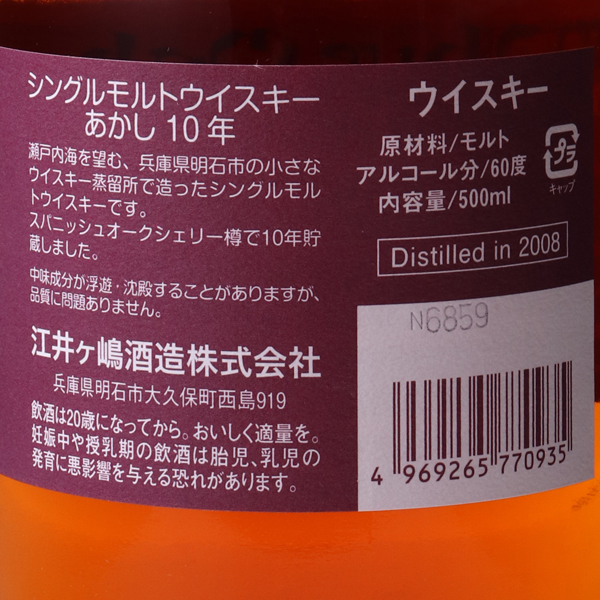 シングルモルトウイスキー
あかし10年
瀬戸内海を望む、兵庫県明石市の小さな
ウイスキー蒸留所で造ったシングルモル
トウイスキーです。
スパニッシュオークシェリー樽で10年貯
蔵しました。
中味成分が浮遊・沈殿することがありますが、
品質に問題ありません。
江井ヶ嶋酒造株式会社
兵庫県明石市大久保町西島919
飲酒は20歳になってから。おいしく適量を。
妊娠中や授乳期の飲酒は胎児、乳児の
発育に悪影響を与える恐れがあります。
ウイスキー
原材料/モルト
アルコール分/60度
内容量/500ml
プラ
キャップ
Distilled in 2008
N6859
4 969265 770935